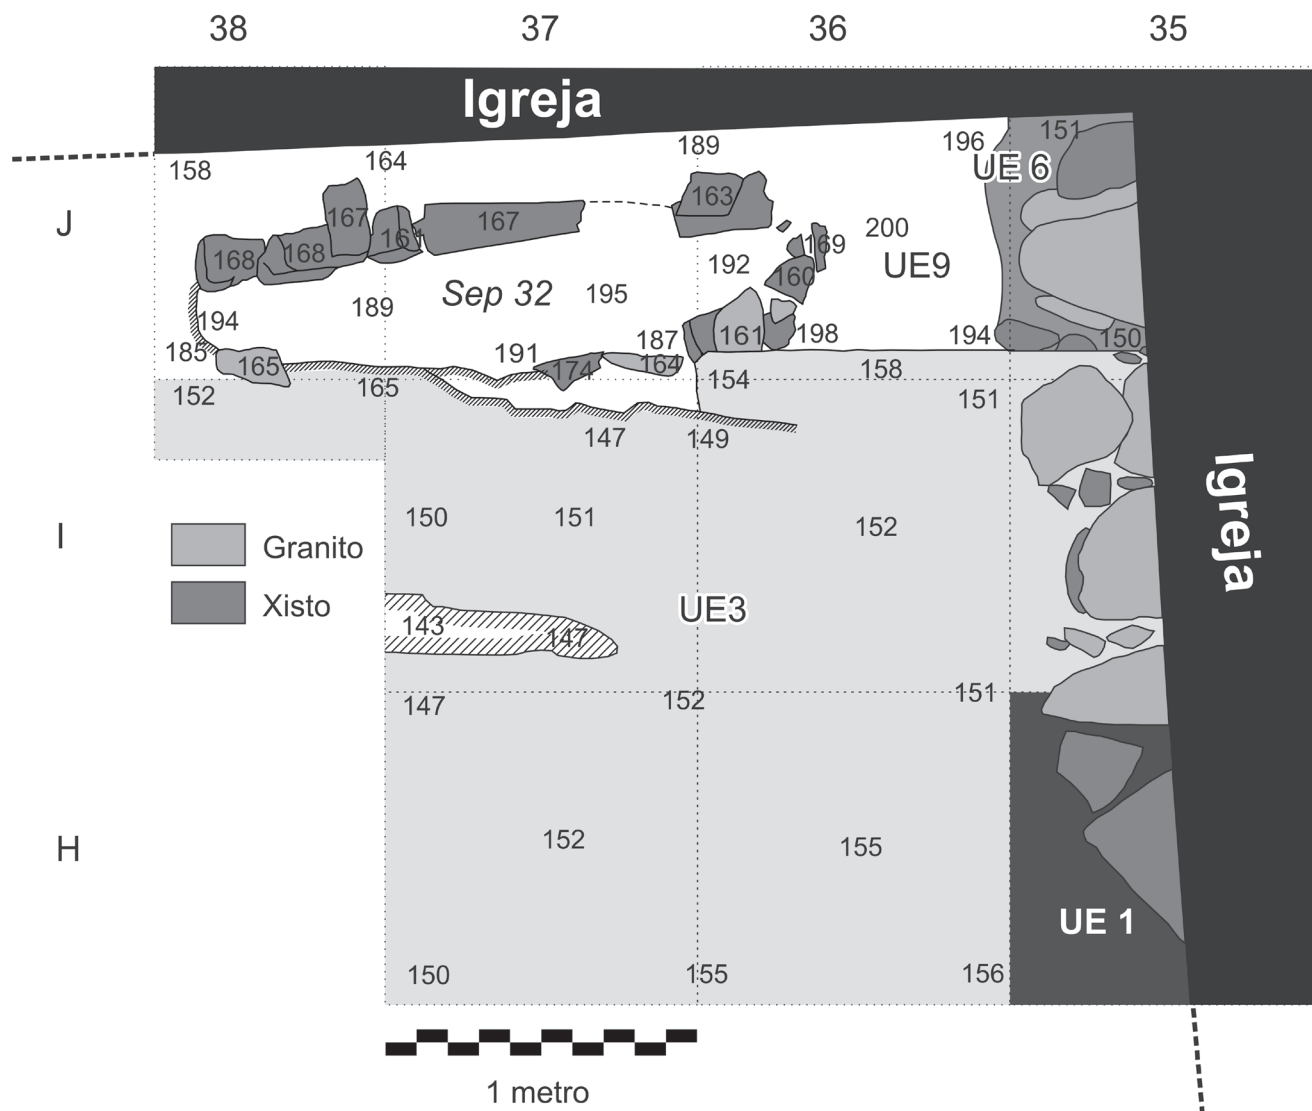 38 37 36 35
Igreja
J
158 164 189 196 151
UE 6
167 167 163
168 168 161 169 200
192 160 UE9
Sep 32 195
194 189
185 191 187 161 198 194 150
165 174 164
152 165 154 158 151
147 149
I
150 151 152
Granito
Xisto
143 147 UE3
Igreja
147 152 151
H
152 155
UE 1
150 155 156
1 metro